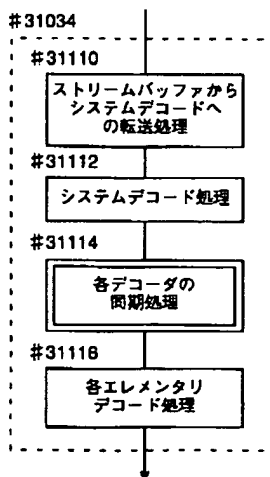 #31034
#31110
ストリームバッファから
システムデコードへ
の転送処理
#31112
システムデコード処理
#31114
各デコーダの
同期処理
#31116
各エレメンタリ
デコード処理